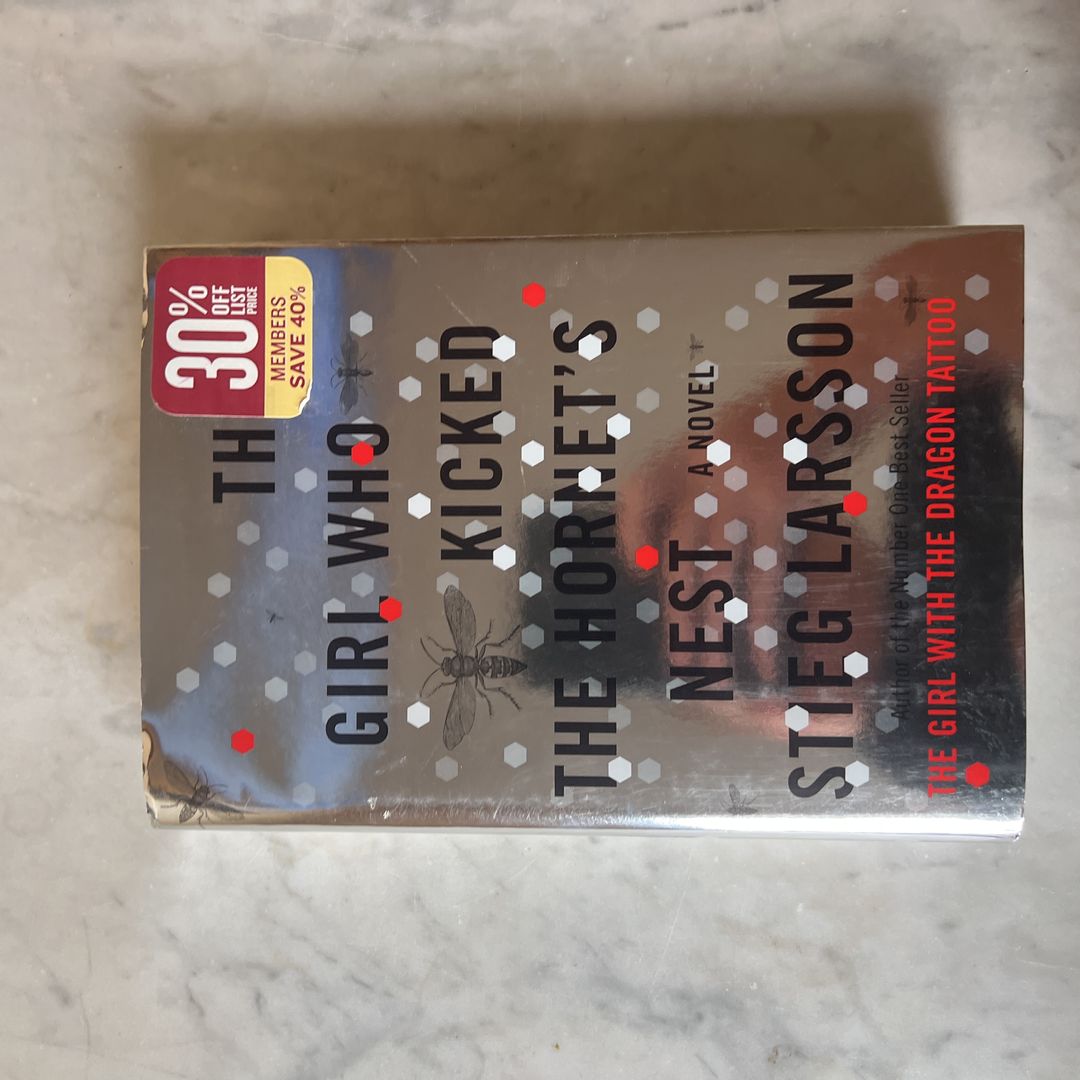 30% OFF LIST PRICE
MEMBERS
SAVE 40%
TH
GIRL WHO
KICKED
THE HORNET'S
NEST A NOVEL
STIEG LARSSON
Author of the Number One Best Seller
THE GIRL WITH THE DRAGON TATTOO